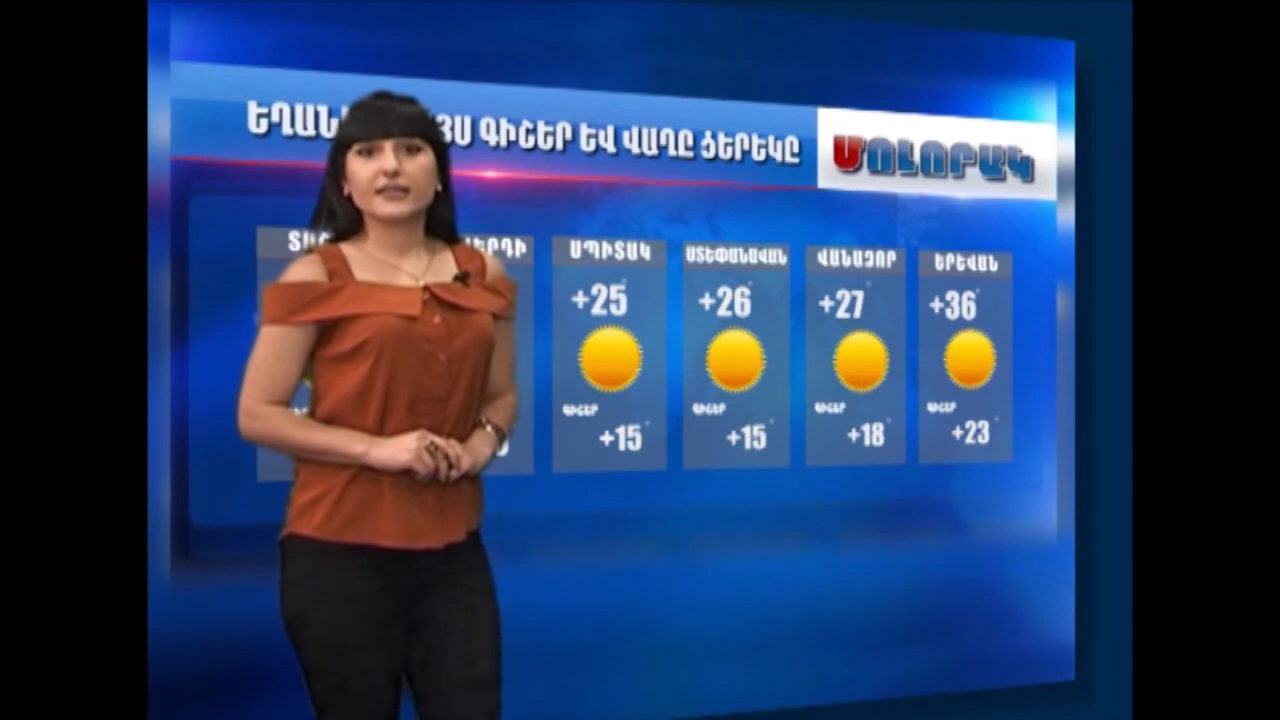 ԳԻՇԵՐ ԵՎ ՎԱՂԸ ՑԵՐԵԿԸ
ՄՈԼՈՐԱԿ
ՍՊԻՏԱԿ
+25°
ԳԻՇԵՐ
+15°
ՍՏԵՓԱՆԱՎԱՆ
+26°
ԳԻՇԵՐ
+15°
ՎԱՆԱՁՈՐ
+27°
ԳԻՇԵՐ
+18°
ԵՐԵՎԱՆ
+36°
ԳԻՇԵՐ
+23°